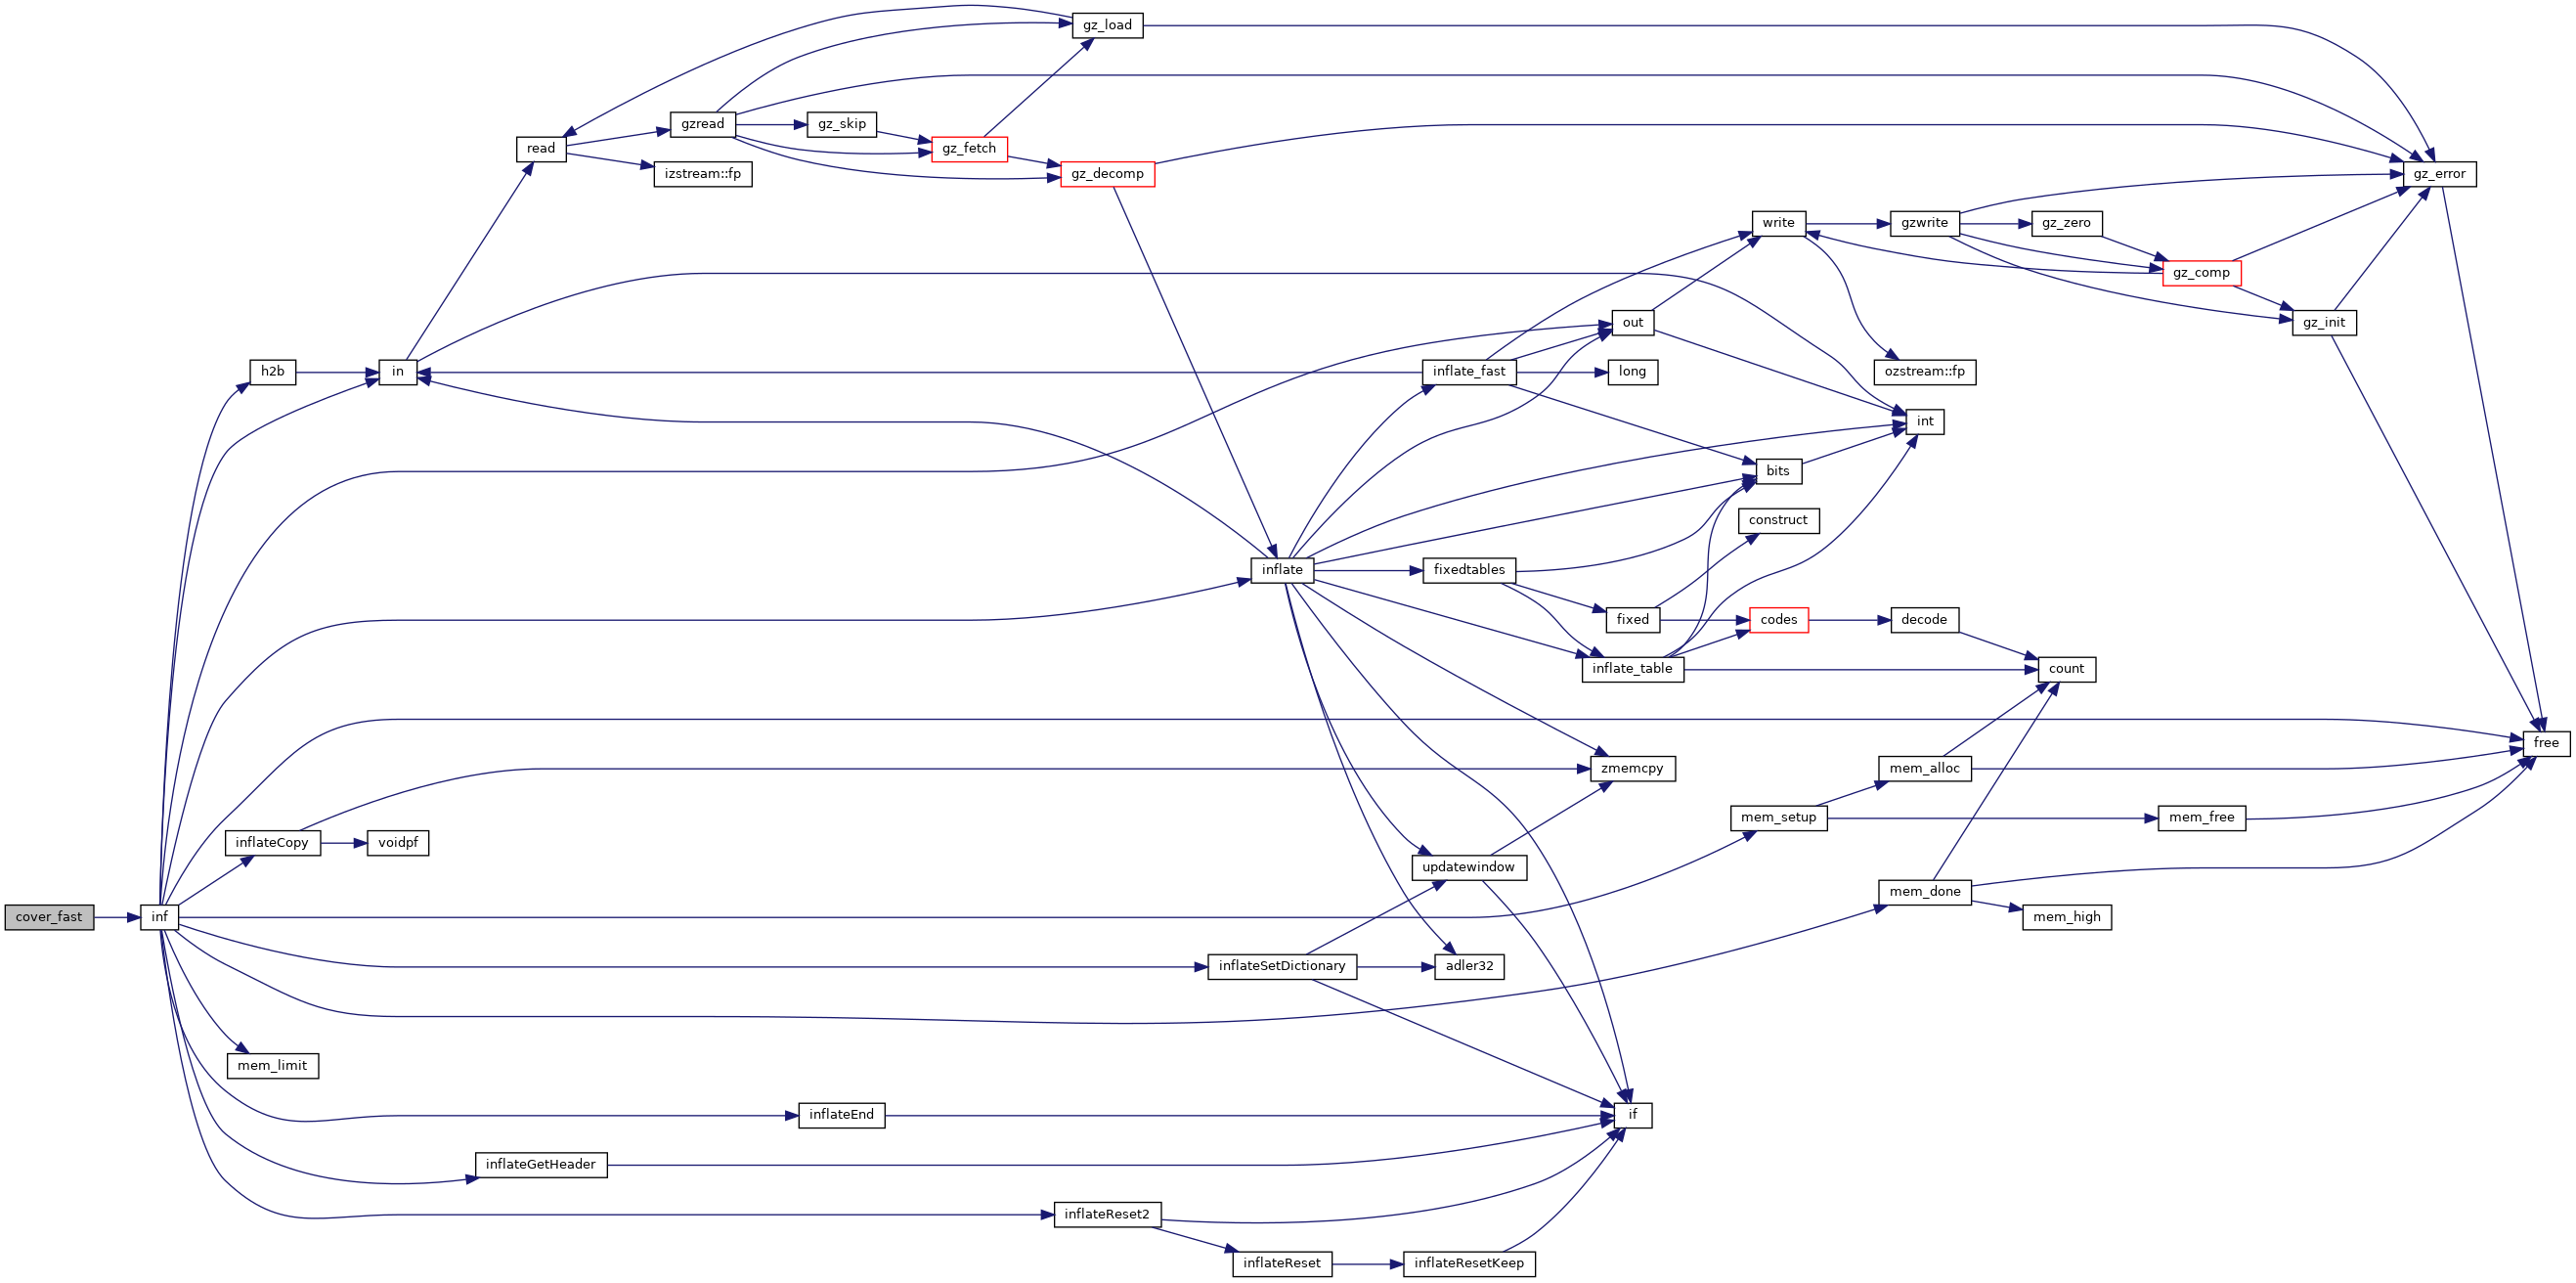 gz_load
gzread
gz_skip
read
gz_fetch
izstream::fp
gz_decomp
gz_error
write
gzwrite
gz_zero
gz_comp
out
gz_init
h2b
in
inflate_fast
long
ozstream::fp
int
bits
construct
inflate
fixedtables
fixed
codes
decode
inflate_table
count
free
zmemcpy
mem_alloc
mem_setup
mem_free
inflateCopy
voidpf
updatewindow
mem_done
cover_fast
inf
mem_high
inflateSetDictionary
adler32
mem_limit
inflateEnd
if
inflateGetHeader
inflateReset2
inflateReset
inflateResetKeep